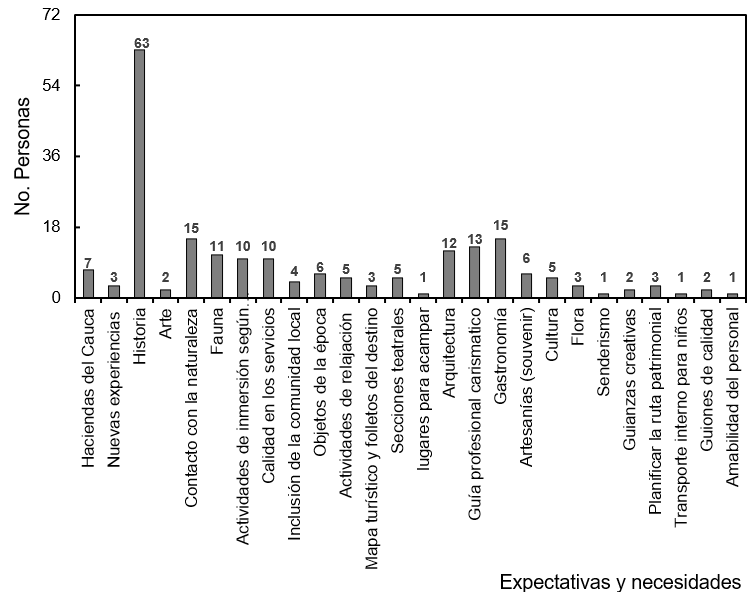 72
54
36
18
0
No. Personas
7
3
63
2
15
11
10
10
4
6
5
3
5
1
12
13
15
6
5
3
1
2
3
1
2
1
Haciendas del Cauca
Nuevas experiencias
Historia
Arte
Contacto con la naturaleza
Fauna
Actividades de inmersión según...
Calidad en los servicios
Inclusión de la comunidad local
Objetos de la época
Actividades de relajación
Mapa turístico y folletos del destino
Secciones teatrales
lugares para acampar
Arquitectura
Guía profesional carismatico
Gastronomía
Artesanías (souvenir)
Cultura
Flora
Senderismo
Guianzas creativas
Planificar la ruta patrimonial
Transporte interno para niños
Guiones de calidad
Amabilidad del personal
Expectativas y necesidades